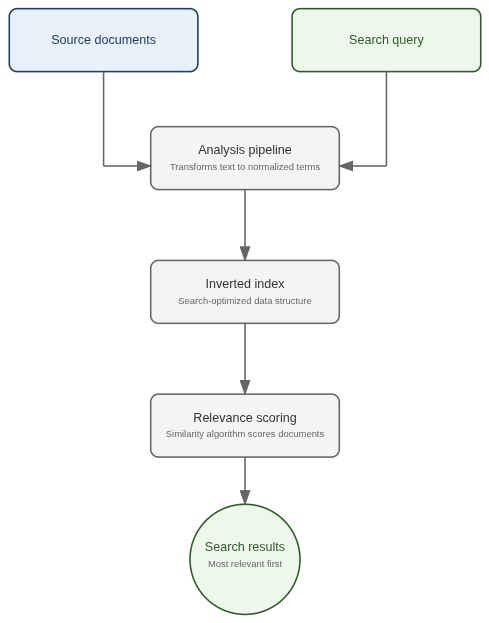 Source documents
Search query
Analysis pipeline
Transforms text to normalized terms
Inverted index
Search-optimized data structure
Relevance scoring
Similarity algorithm scores documents
Search results
Most relevant first